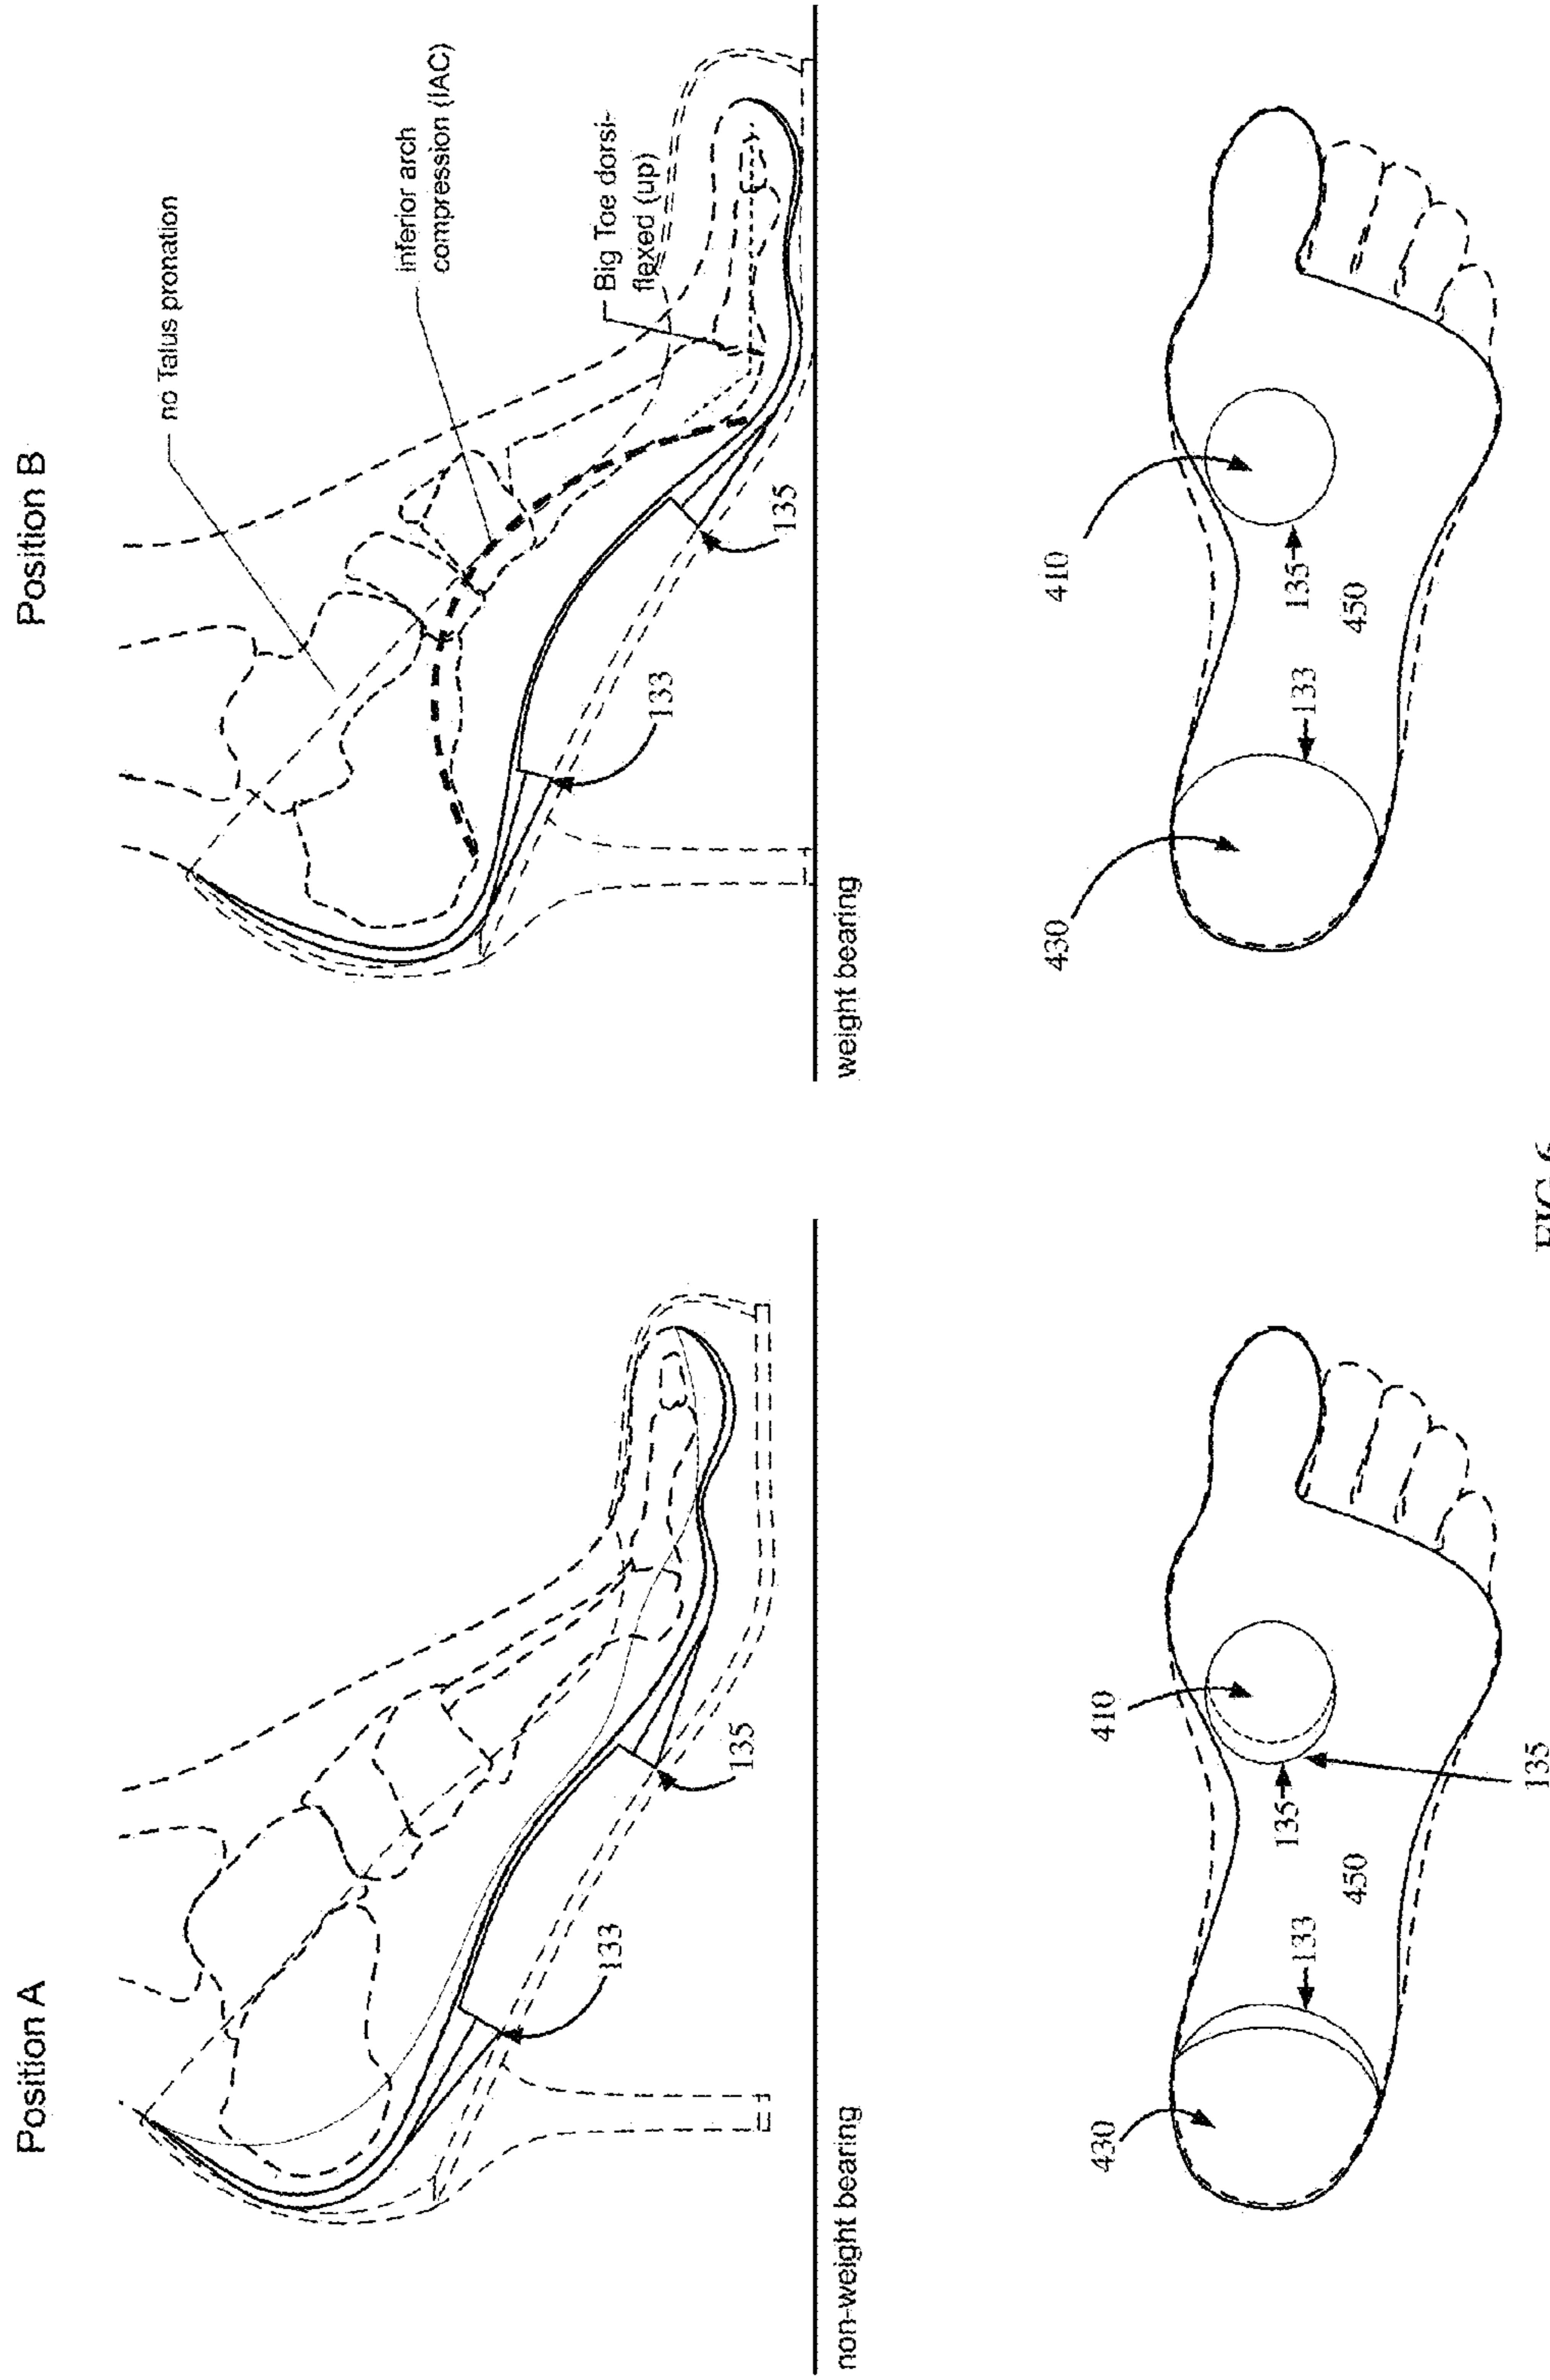 Position A
133
135
non-weight bearing
430
133
450
135
410
135
Position B
no Talus pronation
inferior arch
compression (IAC)
Big Toe dorsi-
flexed (up)
133
135
weight bearing
430
133
450
135
410